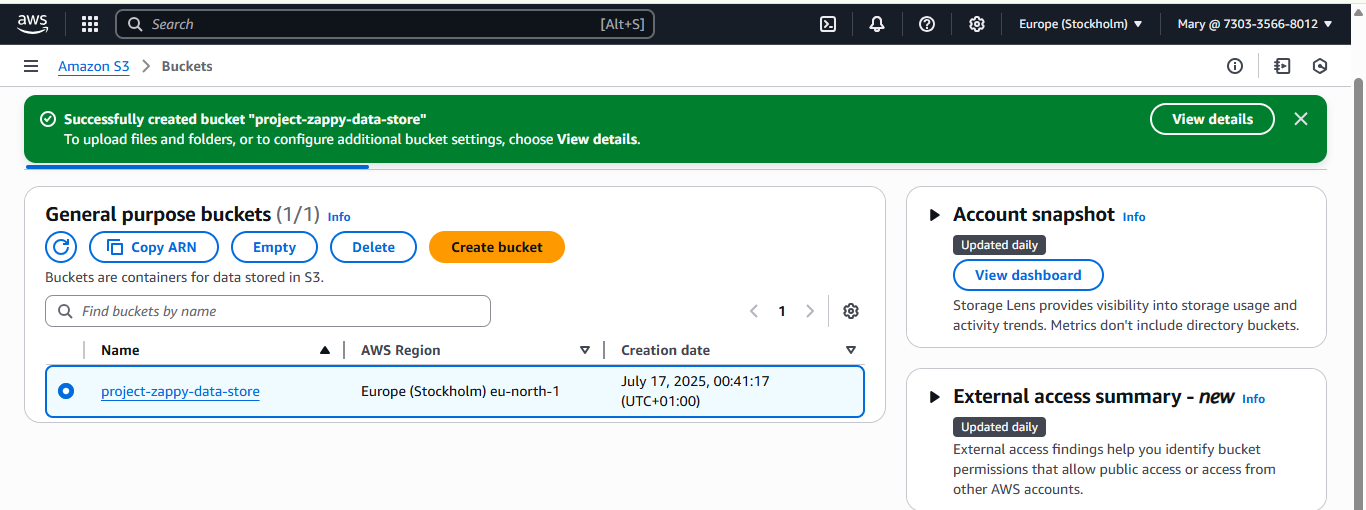 aws
Search [Alt+S]
Europe (Stockholm)
Mary @ 7303-3566-8012
Amazon S3 > Buckets
Successfully created bucket "project-zappy-data-store"
To upload files and folders, or to configure additional bucket settings, choose View details.
View details
General purpose buckets (1/1) Info
Copy ARN
Empty
Delete
Create bucket
Buckets are containers for data stored in S3.
Find buckets by name
1
Name
AWS Region
Creation date
project-zappy-data-store
Europe (Stockholm) eu-north-1
July 17, 2025, 00:41:17
(UTC+01:00)
Account snapshot Info
Updated daily
View dashboard
Storage Lens provides visibility into storage usage and
activity trends. Metrics don't include directory buckets.
External access summary - new Info
Updated daily
External access findings help you identify bucket
permissions that allow public access or access from
other AWS accounts.